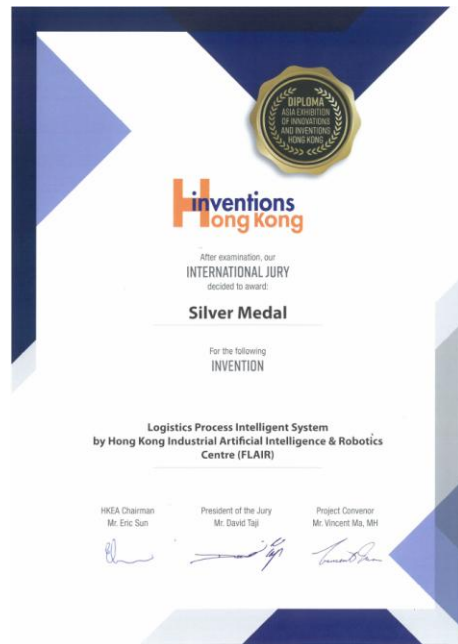 DIPLOMA
ASIA EXHIBITION
OF INNOVATIONS
AND INVENTIONS
HONG KONG
inventions
Hong Kong
After examination, our
INTERNATIONAL JURY
decided to award:
Silver Medal
For the following
INVENTION
Logistics Process Intelligent System
by Hong Kong Industrial Artificial Intelligence & Robotics
Centre (FLAIR)
HKEA Chairman President of the Jury Project Convenor
Mr. Eric Sun Mr. David Taji Mr. Vincent Ma, MH